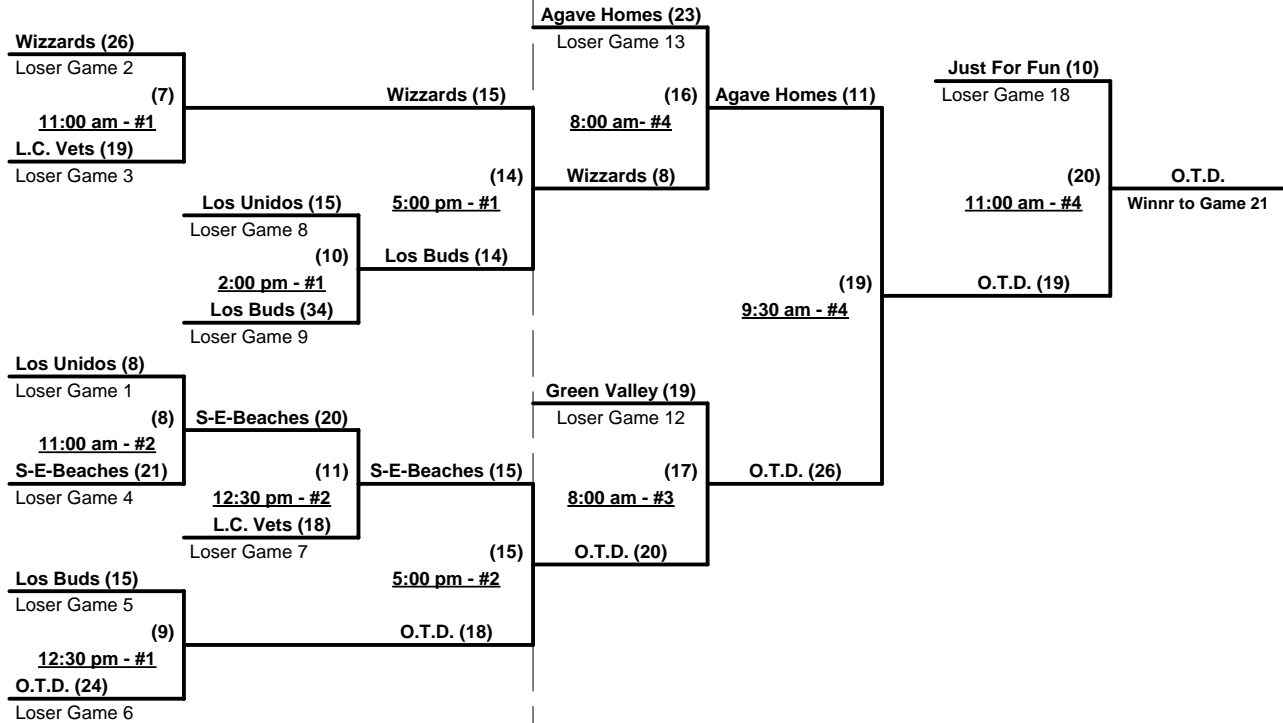 Agave Homes (23)
Loser Game 13
Wizzards (26)
Loser Game 2
(7)
11:00 am - #1
L.C. Vets (19)
Loser Game 3
Wizzards (15)
(14)
5:00 pm - #1
Los Unidos (15)
Loser Game 8
(10)
2:00 pm - #1
Los Buds (34)
Loser Game 9
Los Buds (14)
(16)
8:00 am- #4
Wizzards (8)
Agave Homes (11)
Just For Fun (10)
Loser Game 18
(20)
11:00 am - #4
O.T.D.
Winnr to Game 21
(19)
9:30 am - #4
O.T.D. (19)
Los Unidos (8)
Loser Game 1
(8)
11:00 am - #2
S-E-Beaches (21)
Loser Game 4
S-E-Beaches (20)
(11)
12:30 pm - #2
L.C. Vets (18)
Loser Game 7
S-E-Beaches (15)
(15)
5:00 pm - #2
Green Valley (19)
Loser Game 12
(17)
8:00 am - #3
O.T.D. (20)
O.T.D. (26)
Los Buds (15)
Loser Game 5
(9)
12:30 pm - #1
O.T.D. (24)
Loser Game 6
O.T.D. (18)